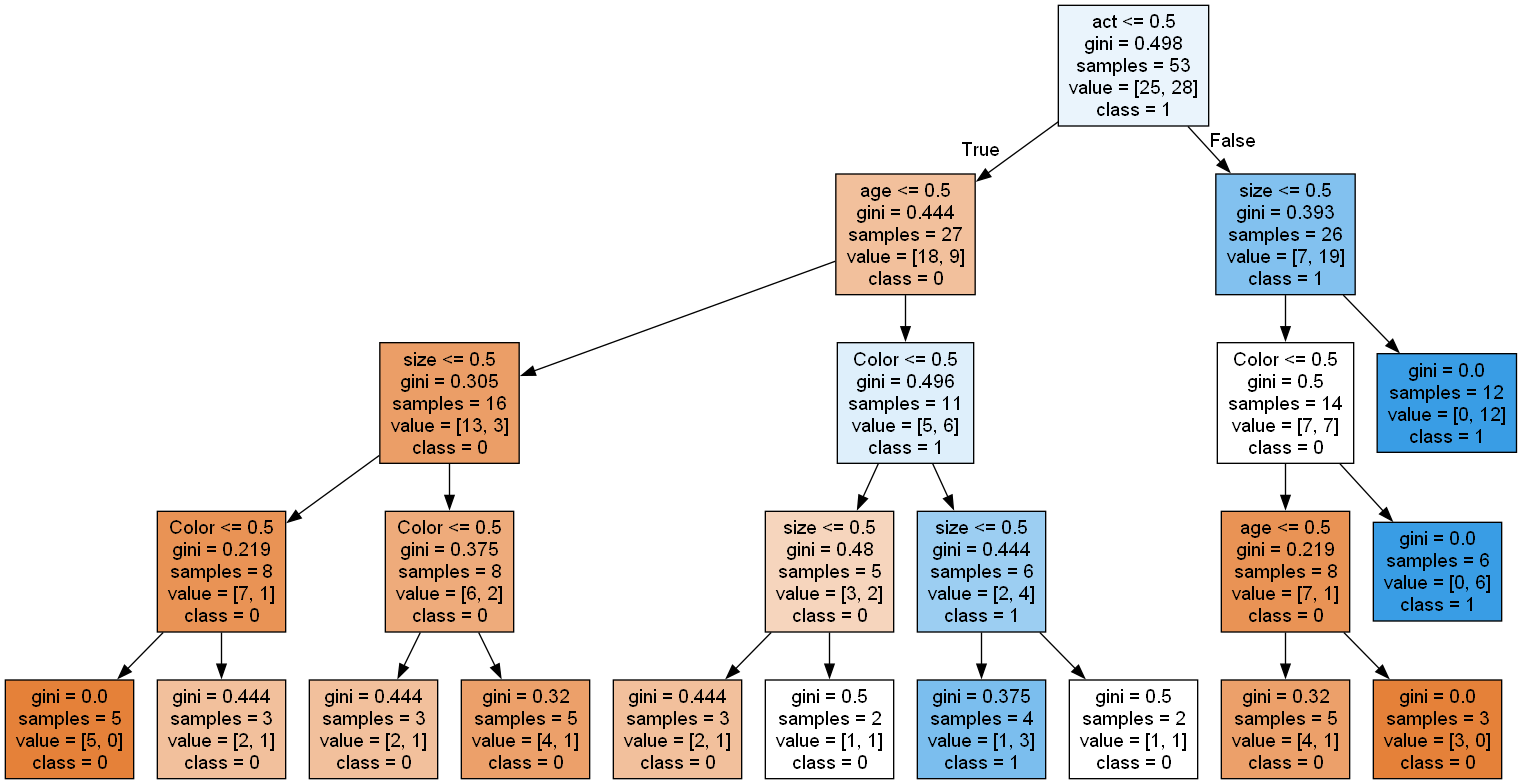 act <= 0.5
gini = 0.498
samples = 53
value = [25, 28]
class = 1
True
False
age <= 0.5
gini = 0.444
samples = 27
value = [18, 9]
class = 0
size <= 0.5
gini = 0.393
samples = 26
value = [7, 19]
class = 1
size <= 0.5
gini = 0.305
samples = 16
value = [13, 3]
class = 0
Color <= 0.5
gini = 0.496
samples = 11
value = [5, 6]
class = 1
Color <= 0.5
gini = 0.5
samples = 14
value = [7, 7]
class = 0
gini = 0.0
samples = 12
value = [0, 12]
class = 1
Color <= 0.5
gini = 0.219
samples = 8
value = [7, 1]
class = 0
Color <= 0.5
gini = 0.375
samples = 8
value = [6, 2]
class = 0
size <= 0.5
gini = 0.48
samples = 5
value = [3, 2]
class = 0
size <= 0.5
gini = 0.444
samples = 6
value = [2, 4]
class = 1
age <= 0.5
gini = 0.219
samples = 8
value = [7, 1]
class = 0
gini = 0.0
samples = 6
value = [0, 6]
class = 1
gini = 0.0
samples = 5
value = [5, 0]
class = 0
gini = 0.444
samples = 3
value = [2, 1]
class = 0
gini = 0.444
samples = 3
value = [2, 1]
class = 0
gini = 0.32
samples = 5
value = [4, 1]
class = 0
gini = 0.444
samples = 3
value = [2, 1]
class = 0
gini = 0.5
samples = 2
value = [1, 1]
class = 0
gini = 0.375
samples = 4
value = [1, 3]
class = 1
gini = 0.5
samples = 2
value = [1, 1]
class = 0
gini = 0.32
samples = 5
value = [4, 1]
class = 0
gini = 0.0
samples = 3
value = [3, 0]
class = 0